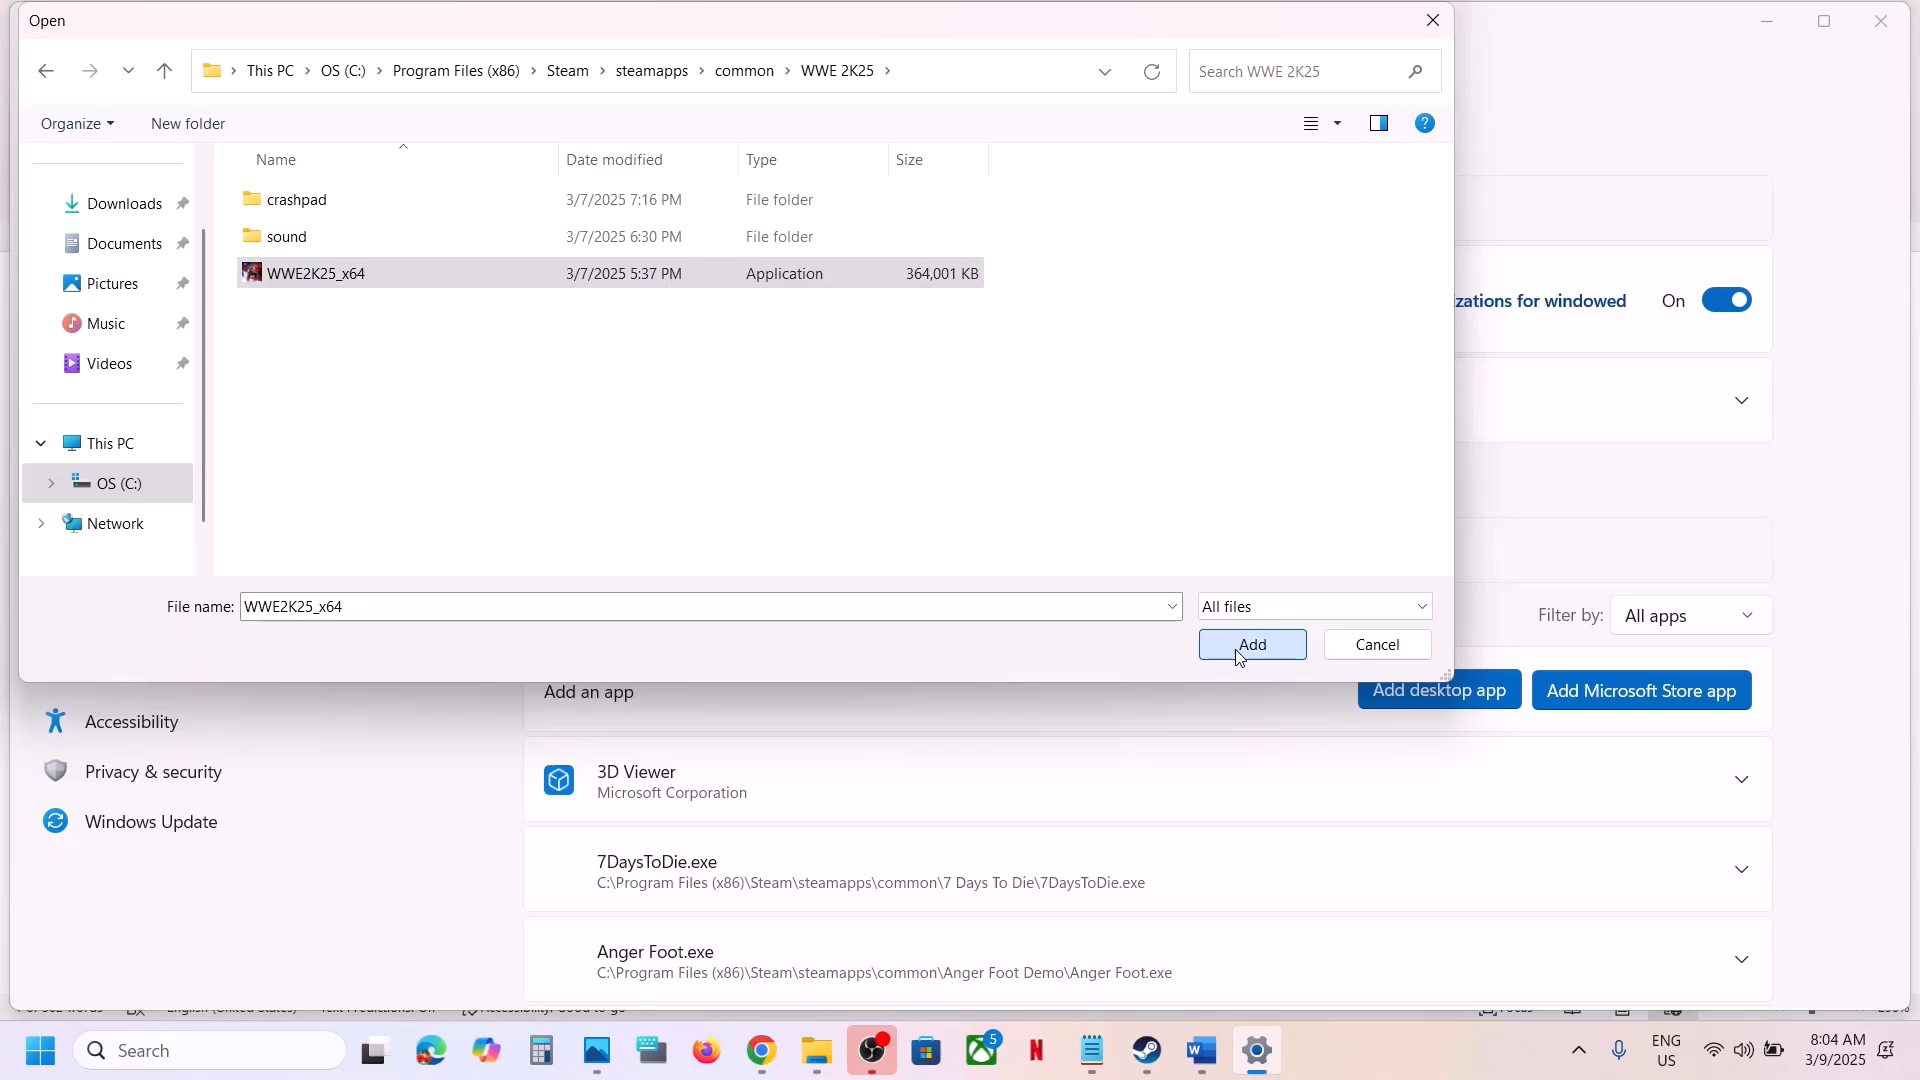 Open
This PC > OS (C:) > Program Files (x86) > Steam > steamapps > common > WWE 2K25 >
Search WWE 2K25
Organize
New folder
Name
Date modified
Type
Size
Downloads
Documents
Pictures
Music
Videos
This PC
OS (C:)
Network
crashpad 3/7/2025 7:16 PM File folder
sound 3/7/2025 6:30 PM File folder
WWE2K25_x64 3/7/2025 5:37 PM Application 364,001 KB
File name: WWE2K25_x64
All files
Add
Cancel
izations for windowed
On
Filter by: All apps
Add an app
Add desktop app
Add Microsoft Store app
Accessibility
Privacy & security
Windows Update
3D Viewer
Microsoft Corporation
7DaysToDie.exe
C:\Program Files (x86)\Steam\steamapps\common\7 Days To Die\7DaysToDie.exe
Anger Foot.exe
C:\Program Files (x86)\Steam\steamapps\common\Anger Foot Demo\Anger Foot.exe
Search
5
ENG
US
8:04 AM
3/9/2025